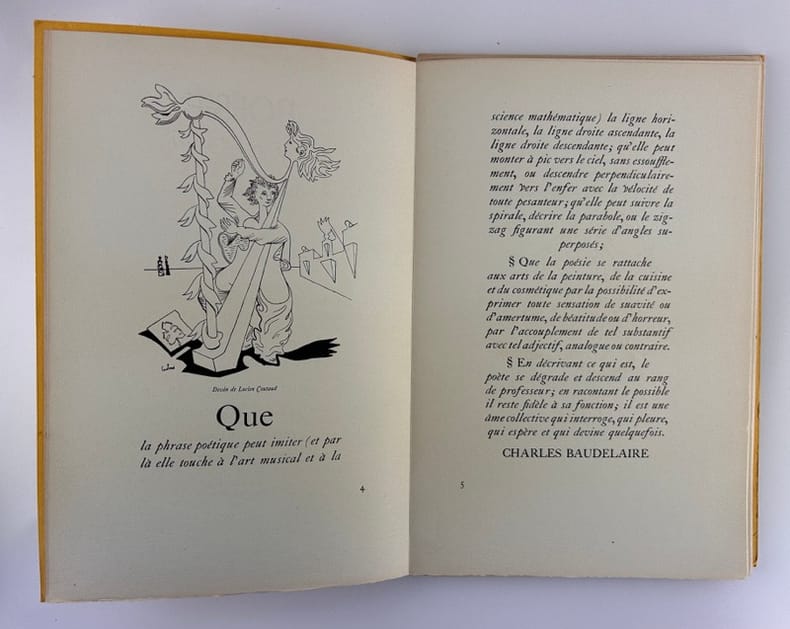 Dessin de Lucien Coutaud
Que
la phrase poétique peut imiter (et par
là elle touche à l'art musical et à la
4
science mathématique) la ligne hori-
zontale, la ligne droite ascendante, la
ligne droite descendante; qu'elle peut
monter à pic vers le ciel, sans essouffle-
ment, ou descendre perpendiculaire-
ment vers l'enfer avec la vélocité de
toute pesanteur; qu'elle peut suivre la
spirale, décrire la parabole, ou le zig-
zag figurant une série d'angles su-
perposés;
§ Que la poésie se rattache
aux arts de la peinture, de la cuisine
et du cosmétique par la possibilité d'ex-
primer toute sensation de suavité ou
d'amertume, de béatitude ou d'horreur,
par l'accouplement de tel substantif
avec tel adjectif, analogue ou contraire.
§ En décrivant ce qui est, le
poète se dégrade et descend au rang
de professeur; en racontant le possible
il reste fidèle à sa fonction; il est une
âme collective qui interroge, qui pleure,
qui espère et qui devine quelquefois.
CHARLES BAUDELAIRE
5